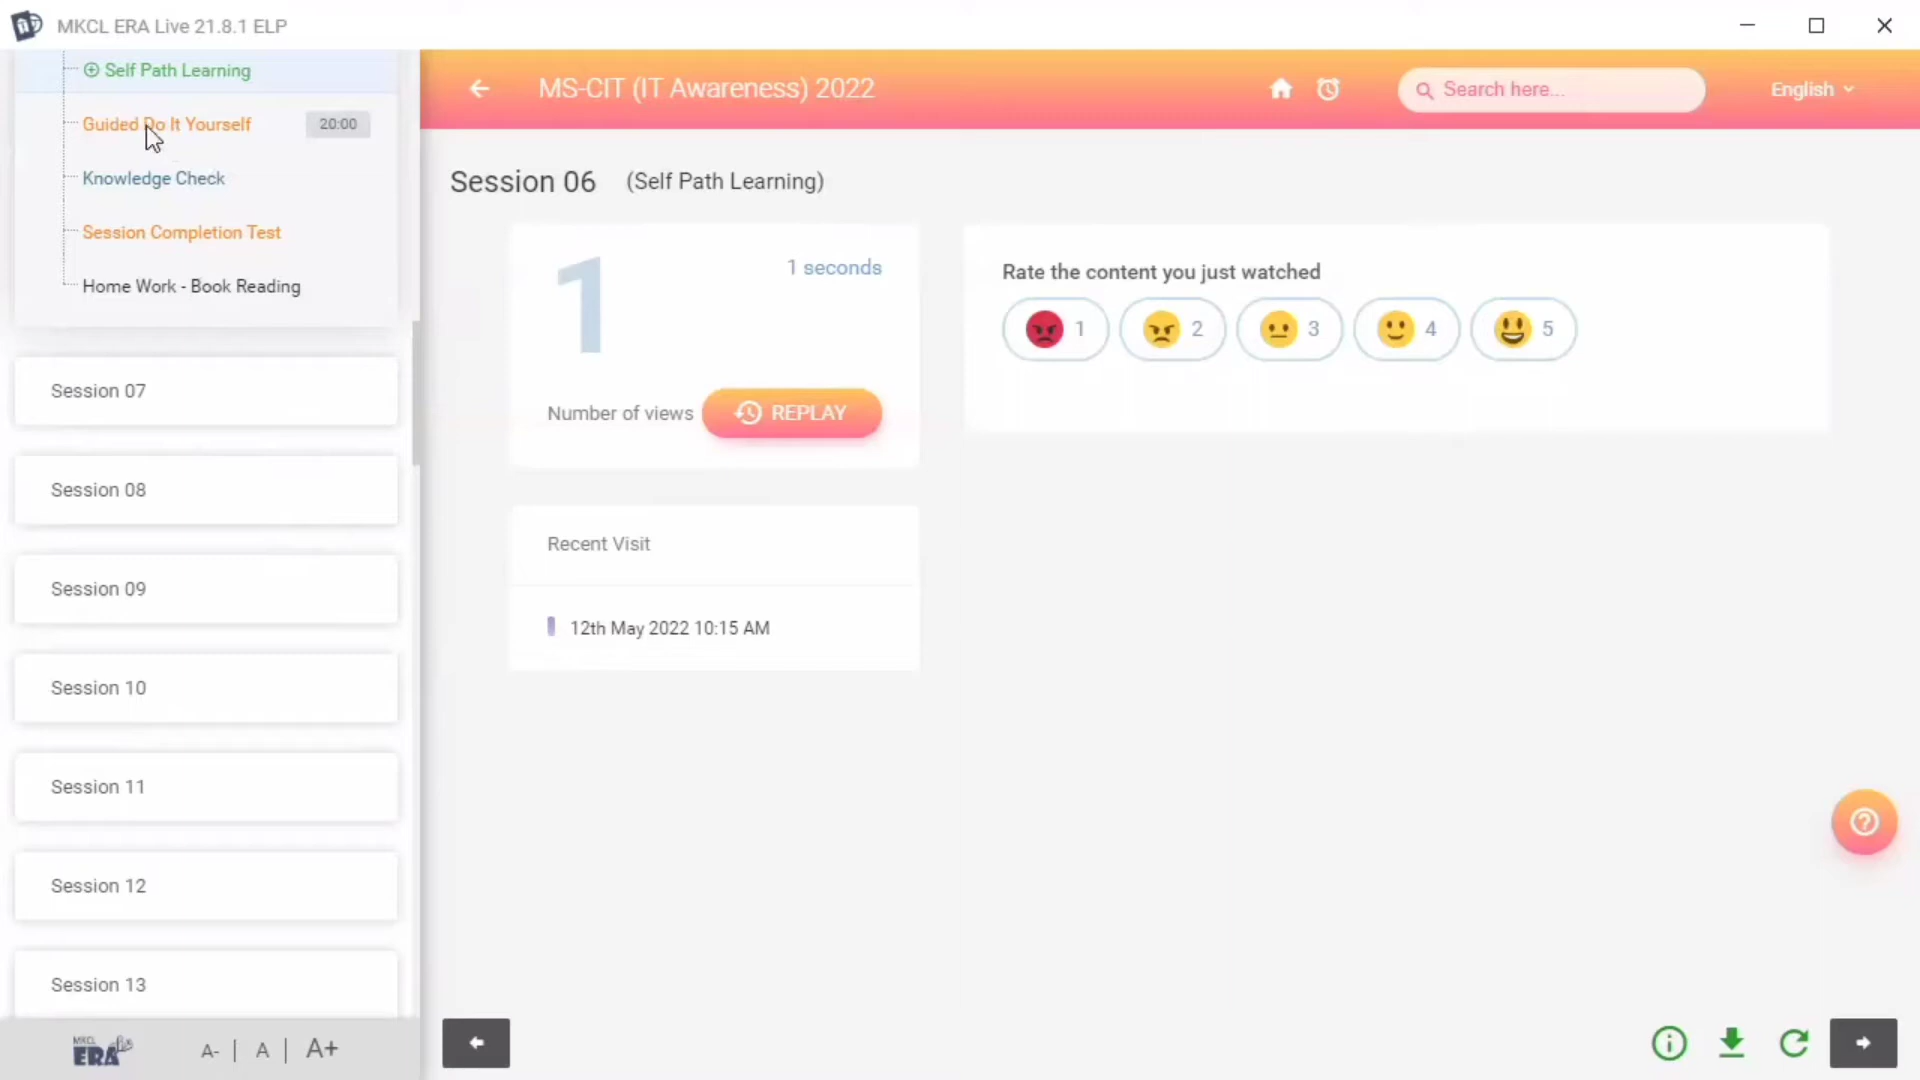 MKCL ERA Live 21.8.1 ELP
Self Path Learning
Guided Do It Yourself
20:00
Knowledge Check
Session Completion Test
Home Work - Book Reading
Session 07
Session 08
Session 09
Session 10
Session 11
Session 12
Session 13
MKCL
ERA
A-
A
A+
MS-CIT (IT Awareness) 2022
Search here...
English
Session 06 (Self Path Learning)
1
1 seconds
Number of views
REPLAY
Recent Visit
12th May 2022 10:15 AM
Rate the content you just watched
1
2
3
4
5